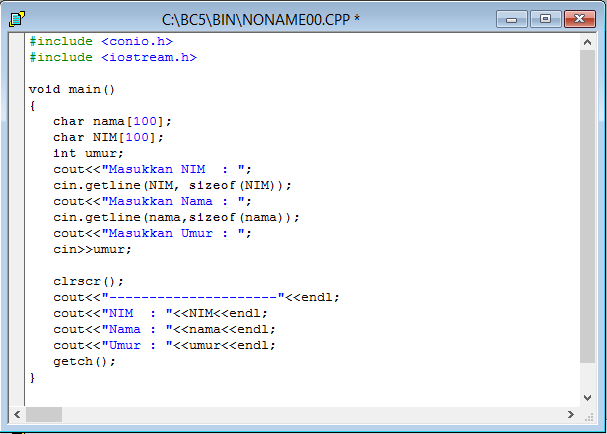 C:\BC5\BIN\NONAME00.CPP *
#include <conio.h>
#include <iostream.h>
void main()
{
char nama[100];
char NIM[100];
int umur;
cout<<"Masukkan NIM  : ";
cin.getline(NIM, sizeof(NIM));
cout<<"Masukkan Nama : ";
cin.getline(nama,sizeof(nama));
cout<<"Masukkan Umur : ";
cin>>umur;
clrscr();
cout<<"---------------------"<<endl;
cout<<"NIM  : "<<NIM<<endl;
cout<<"Nama : "<<nama<<endl;
cout<<"Umur : "<<umur<<endl;
getch();
}